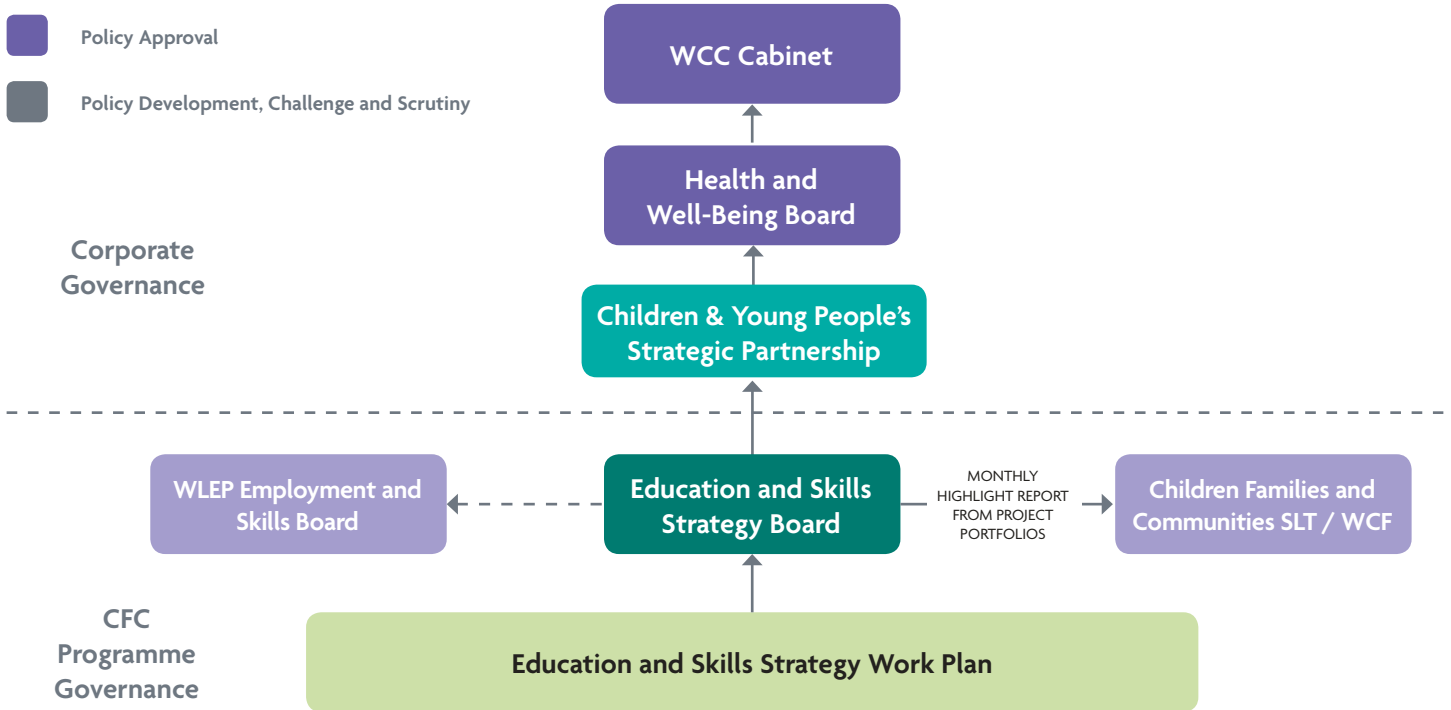 Policy Approval
Policy Development, Challenge and Scrutiny
WCC Cabinet
Health and
Well-Being Board
Corporate
Governance
Children & Young People’s
Strategic Partnership
WLEP Employment and
Skills Board
Education and Skills
Strategy Board
MONTHLY
HIGHLIGHT REPORT
FROM PROJECT
PORTFOLIOS
Children Families and
Communities SLT / WCF
CFC
Programme
Governance
Education and Skills Strategy Work Plan